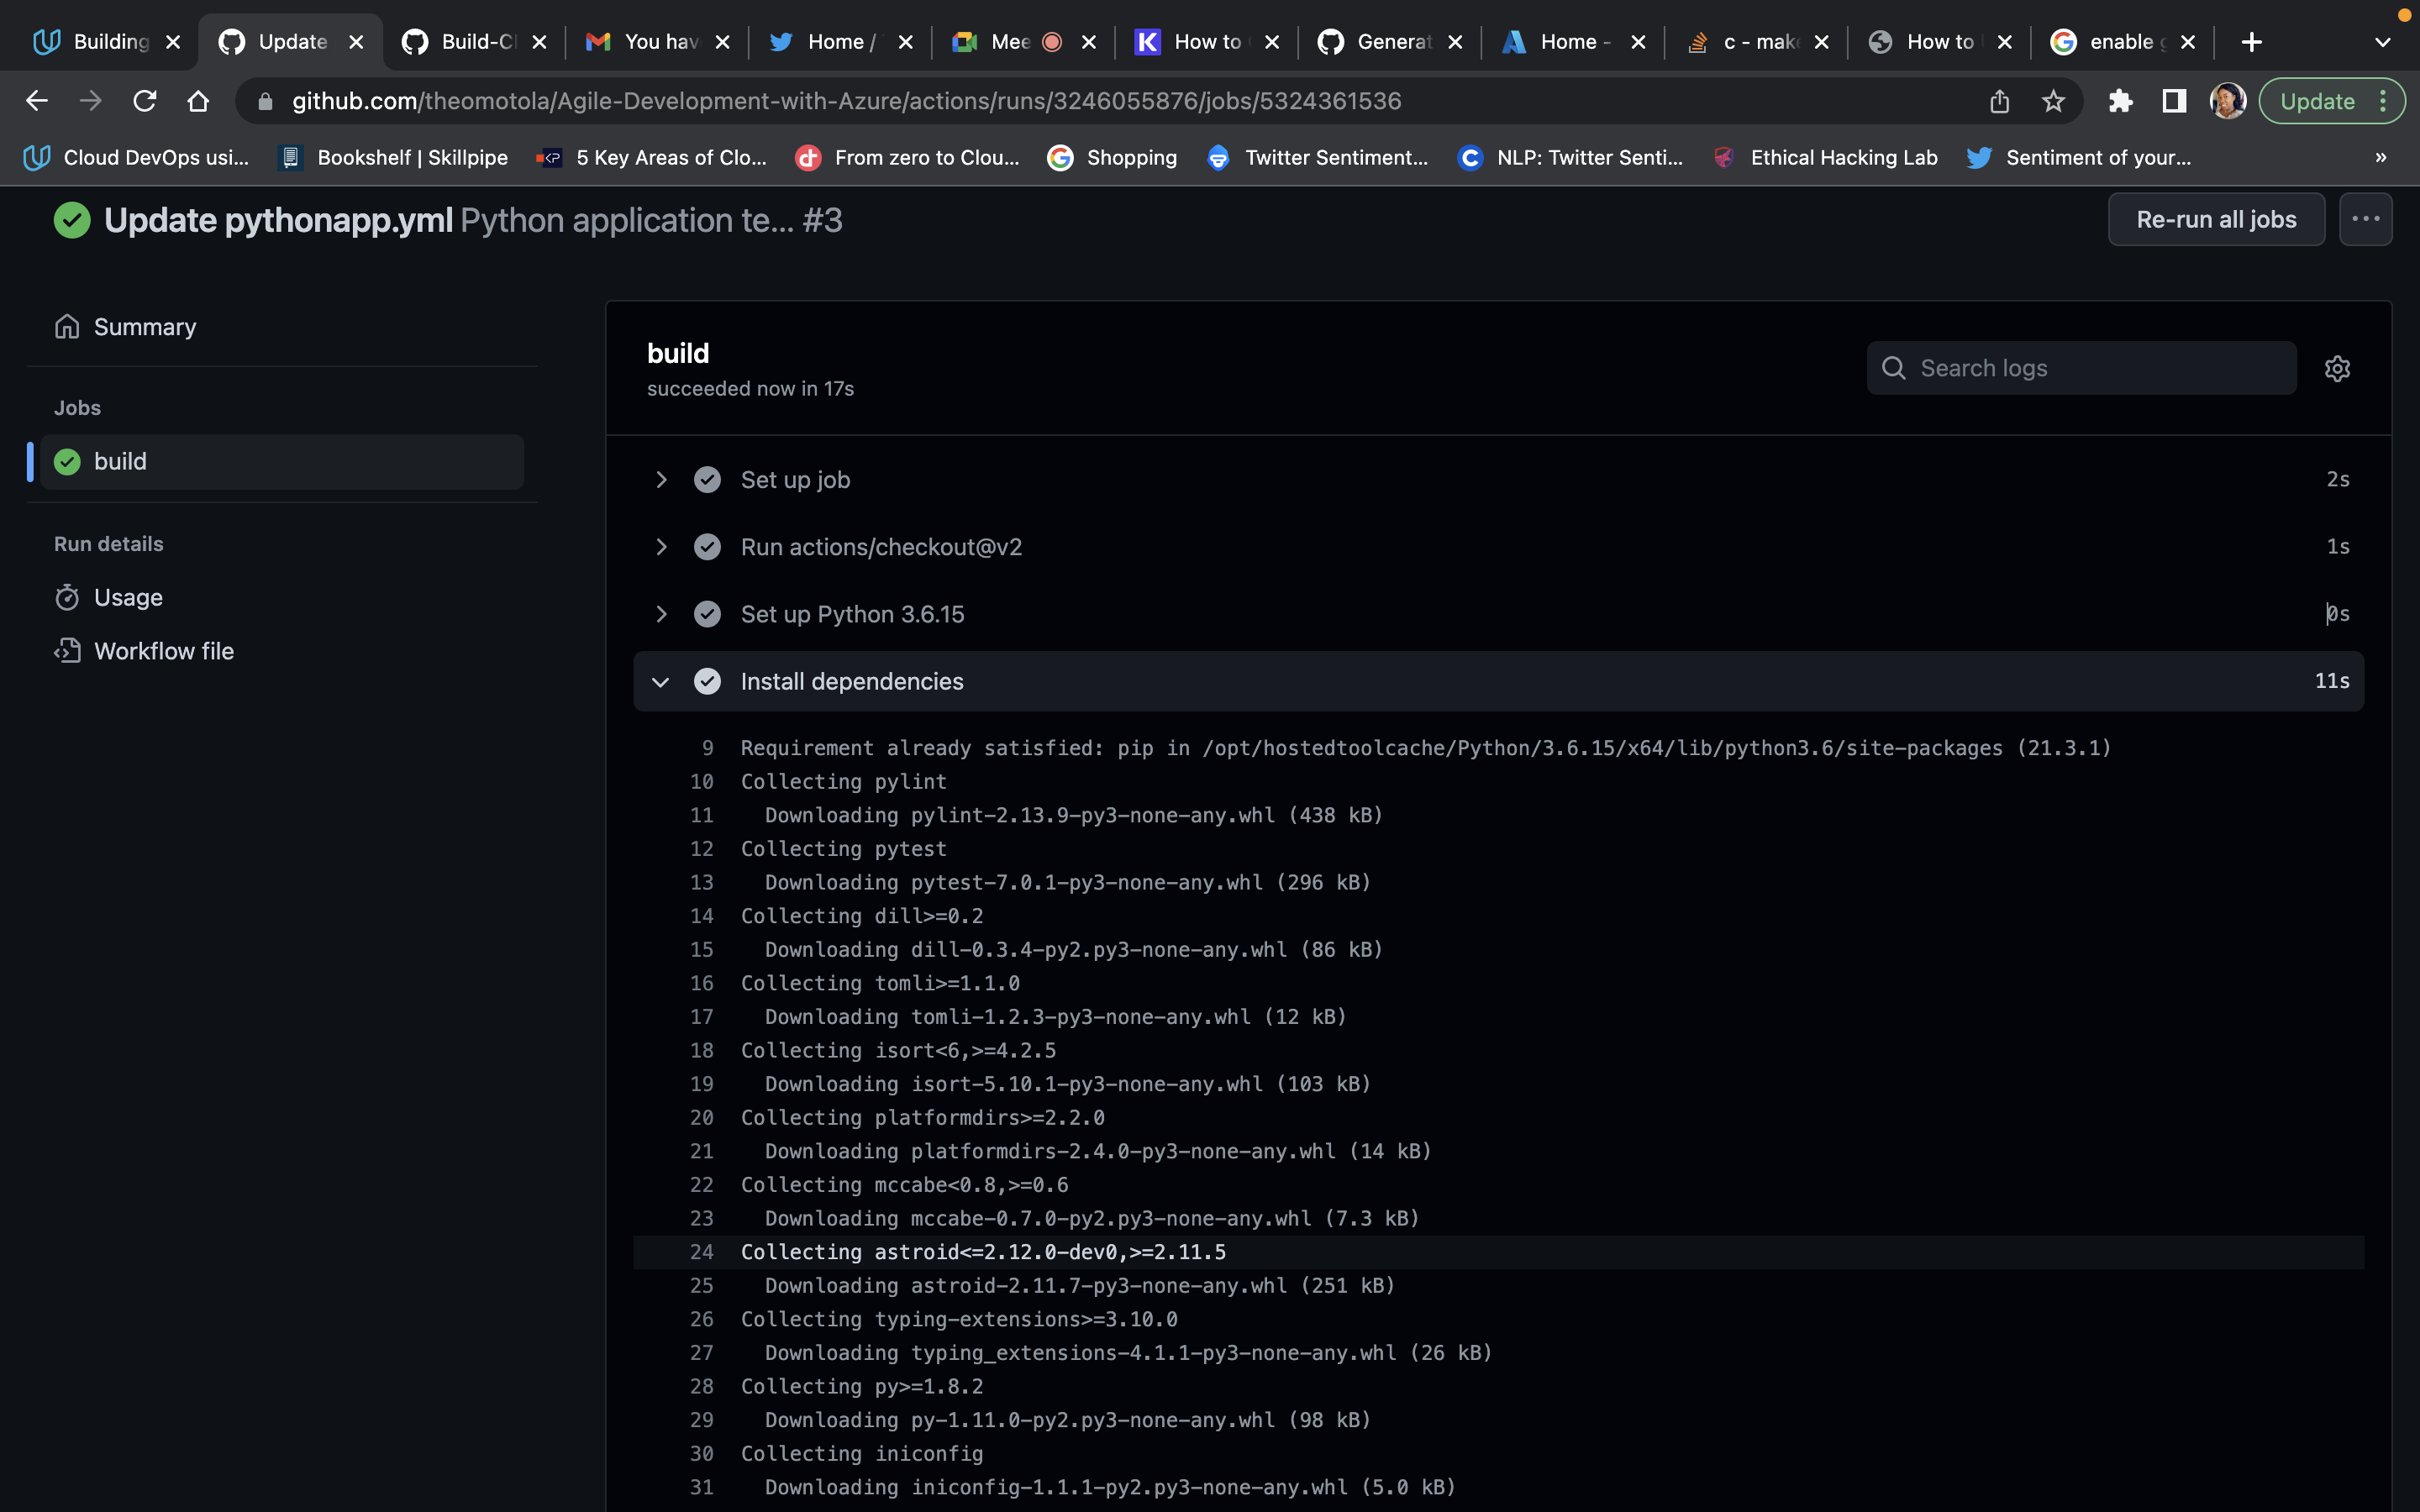 Building
Update
Build-C
You hav
Home /
Mee
How to
Generat
Home -
c - mak
How to
enable g
github.com/theomotola/Agile-Development-with-Azure/actions/runs/3246055876/jobs/5324361536
Update
Cloud DevOps usi...
Bookshelf | Skillpipe
5 Key Areas of Clo...
From zero to Clou...
Shopping
Twitter Sentiment...
NLP: Twitter Senti...
Ethical Hacking Lab
Sentiment of your...
»
Update pythonapp.yml Python application te... #3
Re-run all jobs
Summary
Jobs
build
Run details
Usage
Workflow file
build
succeeded now in 17s
Search logs
Set up job 2s
Run actions/checkout@v2 1s
Set up Python 3.6.15 0s
Install dependencies 11s
9 Requirement already satisfied: pip in /opt/hostedtoolcache/Python/3.6.15/x64/lib/python3.6/site-packages (21.3.1)
10 Collecting pylint
11 Downloading pylint-2.13.9-py3-none-any.whl (438 kB)
12 Collecting pytest
13 Downloading pytest-7.0.1-py3-none-any.whl (296 kB)
14 Collecting dill>=0.2
15 Downloading dill-0.3.4-py2.py3-none-any.whl (86 kB)
16 Collecting tomli>=1.1.0
17 Downloading tomli-1.2.3-py3-none-any.whl (12 kB)
18 Collecting isort<6,>=4.2.5
19 Downloading isort-5.10.1-py3-none-any.whl (103 kB)
20 Collecting platformdirs>=2.2.0
21 Downloading platformdirs-2.4.0-py3-none-any.whl (14 kB)
22 Collecting mccabe<0.8,>=0.6
23 Downloading mccabe-0.7.0-py2.py3-none-any.whl (7.3 kB)
24 Collecting astroid<=2.12.0-dev0,>=2.11.5
25 Downloading astroid-2.11.7-py3-none-any.whl (251 kB)
26 Collecting typing-extensions>=3.10.0
27 Downloading typing_extensions-4.1.1-py3-none-any.whl (26 kB)
28 Collecting py>=1.8.2
29 Downloading py-1.11.0-py2.py3-none-any.whl (98 kB)
30 Collecting iniconfig
31 Downloading iniconfig-1.1.1-py2.py3-none-any.whl (5.0 kB)